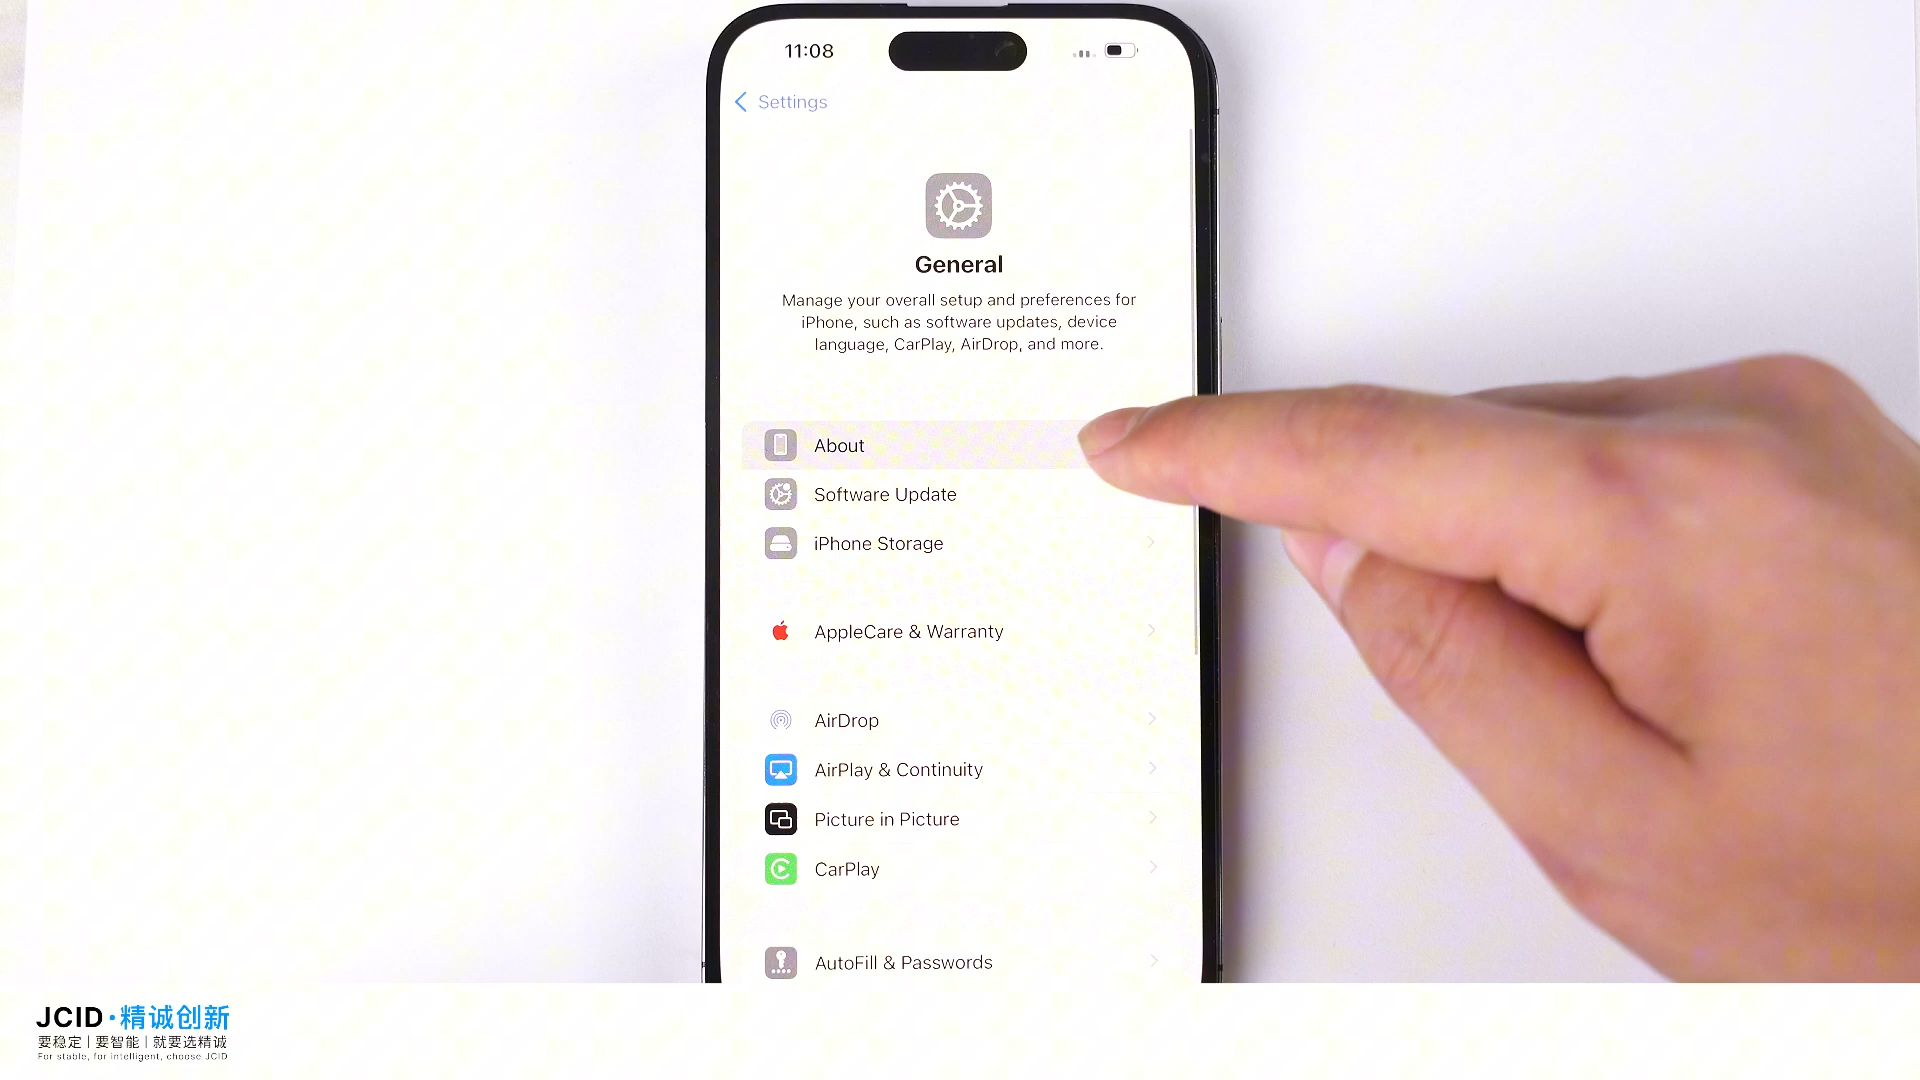 11:08
Settings
General
Manage your overall setup and preferences for
iPhone, such as software updates, device
language, CarPlay, AirDrop, and more.
About
Software Update
iPhone Storage
AppleCare & Warranty
AirDrop
AirPlay & Continuity
Picture in Picture
CarPlay
AutoFill & Passwords
JCID·精诚创新
要稳定|要智能|就要选精诚
For stable, for intelligent, choose JCID